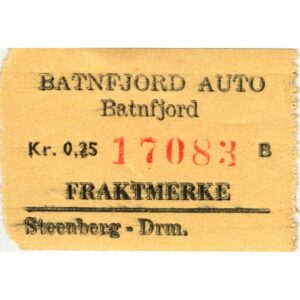 BATNFJORD AUTO
Batnfjord
Kr. 0,25 17083 B
FRAKTMERKE
Steenberg - Drm.